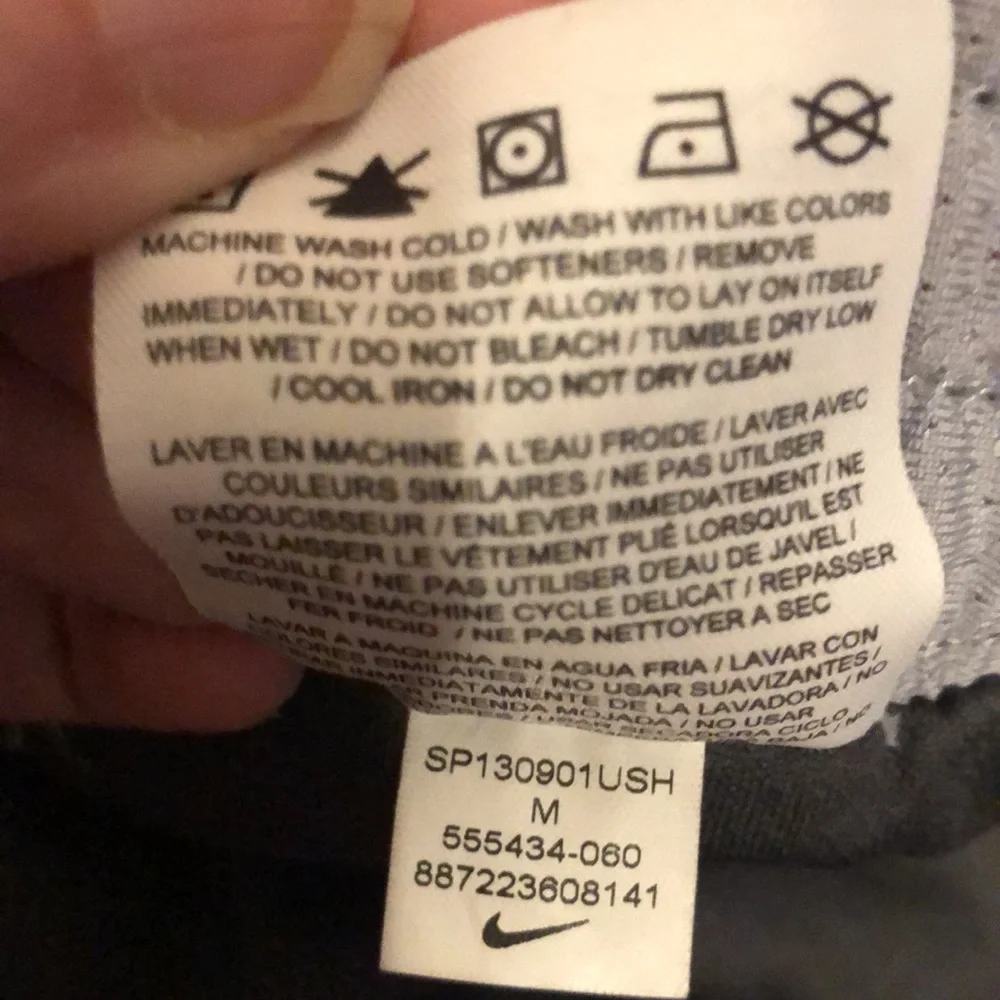 MACHINE WASH COLD / WASH WITH LIKE COLORS
/ DO NOT USE SOFTENERS / REMOVE
IMMEDIATELY / DO NOT ALLOW TO LAY ON ITSELF
WHEN WET / DO NOT BLEACH / TUMBLE DRY LOW
/ COOL IRON / DO NOT DRY CLEAN
LAVER EN MACHINE A L'EAU FROIDE / LAVER AVEC
COULEURS SIMILAIRES / NE PAS UTILISER
D'ADOUCISSEUR / ENLEVER IMMEDIATEMENT / NE
PAS LAISSER LE VÊTEMENT PLIÉ LORSQU'IL EST
MOUILLÉ / NE PAS UTILISER D'EAU DE JAVEL /
SECHER EN MACHINE CYCLE DELICAT / REPASSER
FER FROID / NE PAS NETTOYER A SEC
LAVAR A MAQUINA EN AGUA FRIA / LAVAR CON
COLORES SIMILARES / NO USAR SUAVIZANTES /
INMEDIATAMENTE DE LA LAVADORA / NO
PRENDA MOJADA / NO USAR
/ USAR SECADORA CICLO
BAJA / NO
SP130901USH
M
555434-060
887223608141